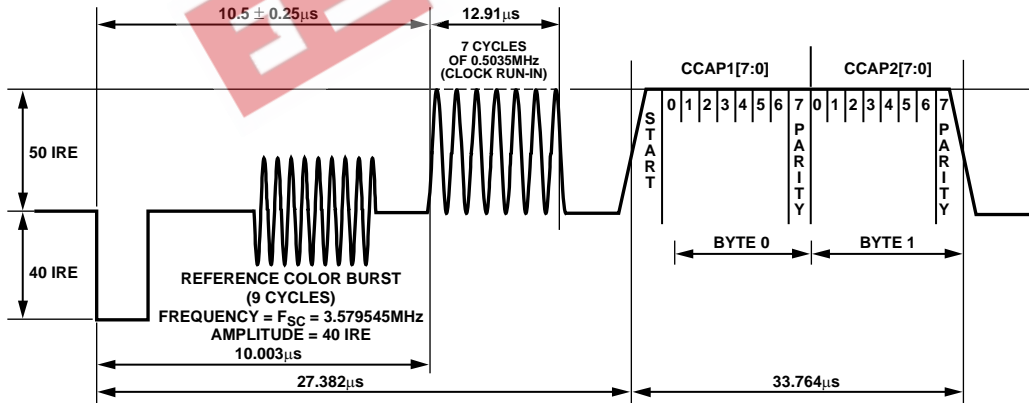 10.5 ± 0.25μs
12.91μs
7 CYCLES
OF 0.5035MHz
(CLOCK RUN-IN)
CCAP1[7:0]
CCAP2[7:0]
0 1 2 3 4 5 6 7 0 1 2 3 4 5 6 7
START
PARITY
PARITY
50 IRE
BYTE 0
BYTE 1
40 IRE
REFERENCE COLOR BURST
(9 CYCLES)
FREQUENCY = FSC = 3.579545MHz
AMPLITUDE = 40 IRE
10.003μs
27.382μs
33.764μs